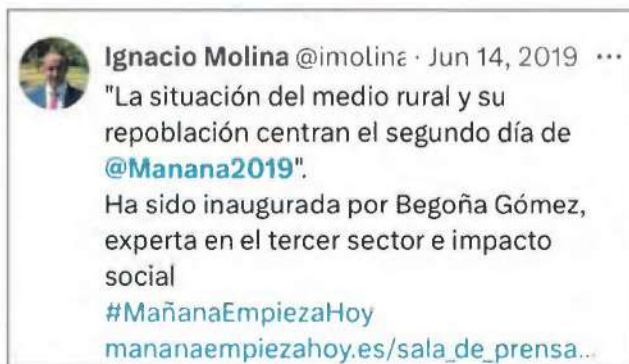 Ignacio Molina @imolina · Jun 14, 2019 ···
"La situación del medio rural y su
repoblación centran el segundo día de
@Manana2019".
Ha sido inaugurada por Begoña Gómez,
experta en el tercer sector e impacto
social
#MañanaEmpiezaHoy
mananaempiezahoy.es/sala_de_prensa...